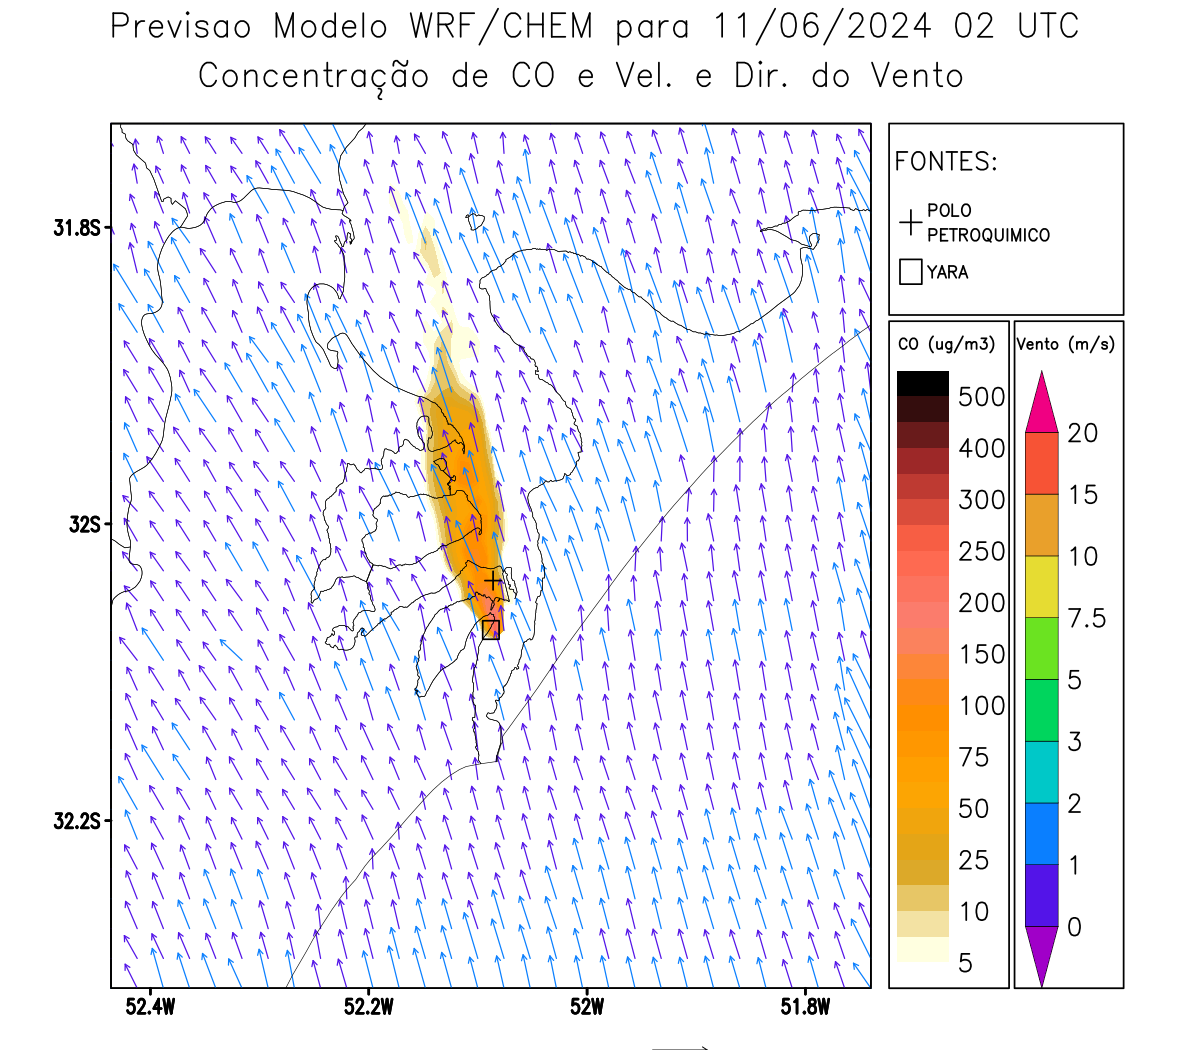 Previsao Modelo WRF/CHEM para 11/06/2024 02 UTC
Concentração de CO e Vel. e Dir. do Vento
FONTES:
POLO
PETROQUIMICO
YARA
CO (ug/m3)
500
400
300
250
200
150
100
75
50
25
10
5
Vento (m/s)
20
15
10
7.5
5
3
2
1
0
31.8S
32S
32.2S
52.4W
52.2W
52W
51.8W